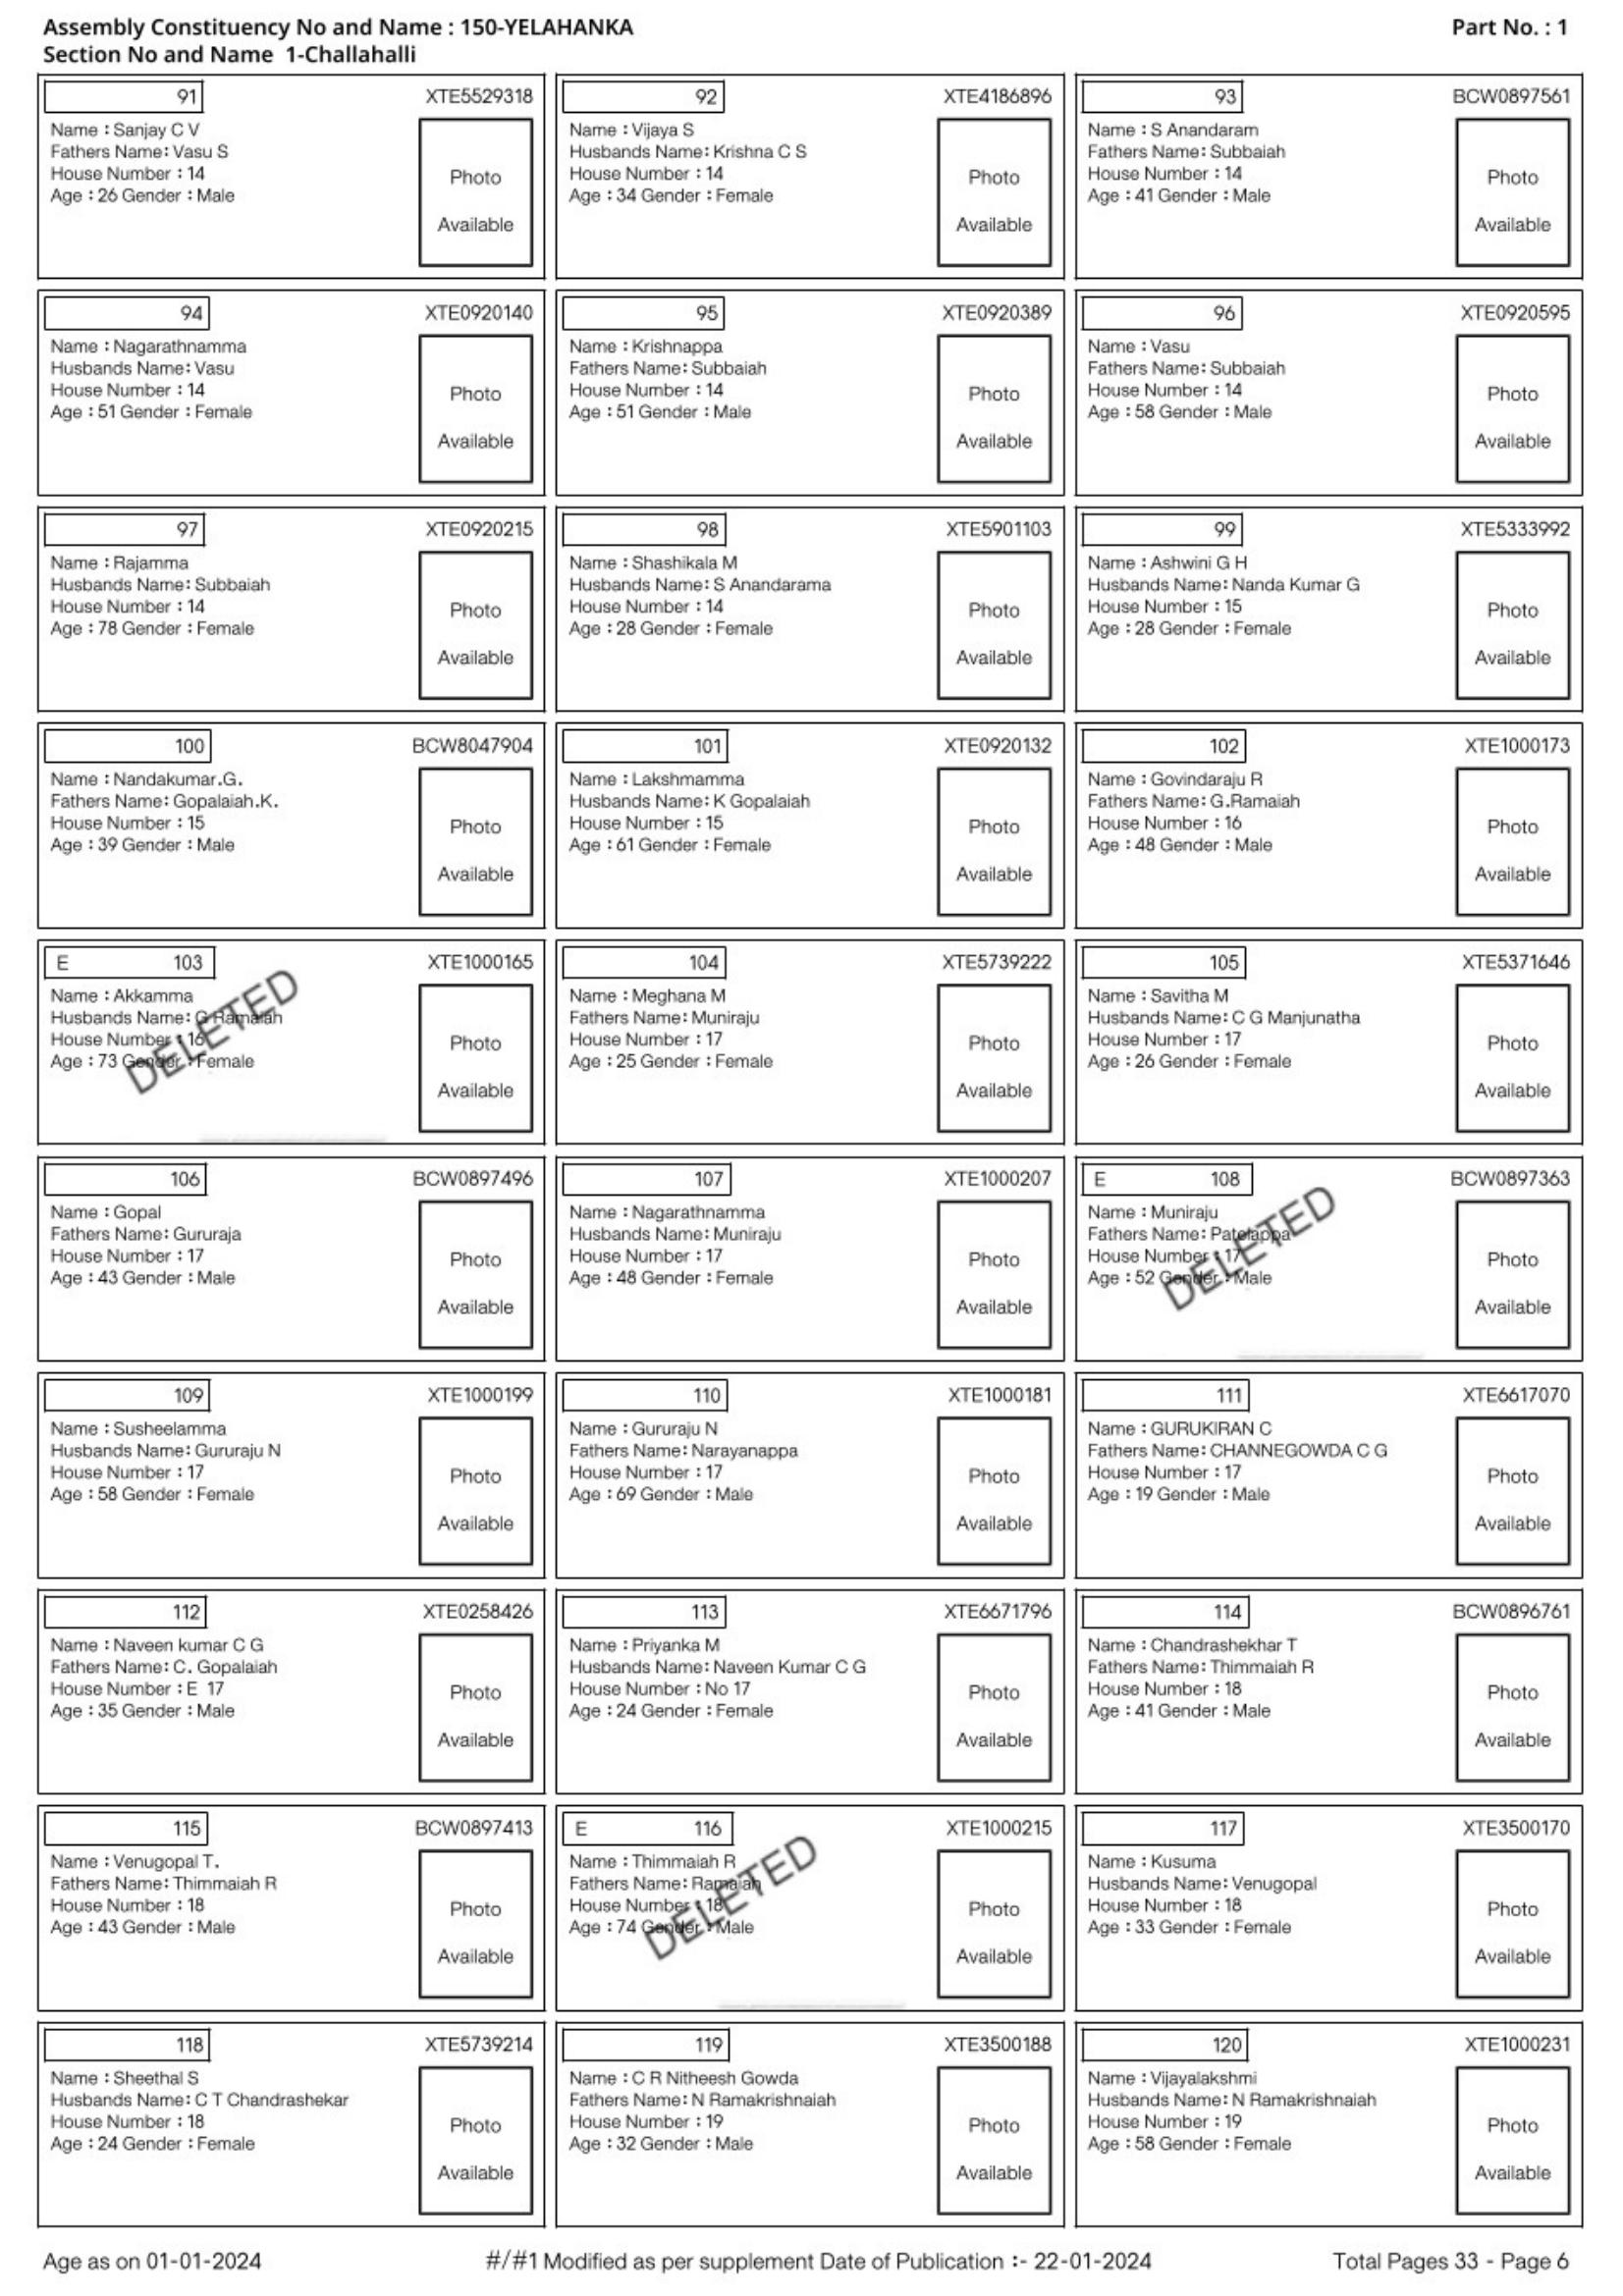 Assembly Constituency No and Name : 150-YELAHANKA
Part No. : 1
Section No and Name 1-Challahalli
91 XTE5529318
Name : Sanjay C V
Fathers Name: Vasu S
House Number : 14
Age : 26 Gender : Male
Photo
Available
92 XTE4186896
Name : Vijaya S
Husbands Name: Krishna C S
House Number : 14
Age : 34 Gender : Female
Photo
Available
93 BCW0897561
Name : S Anandaram
Fathers Name: Subbaiah
House Number : 14
Age : 41 Gender : Male
Photo
Available
94 XTE0920140
Name : Nagarathnamma
Husbands Name: Vasu
House Number : 14
Age : 51 Gender : Female
Photo
Available
95 XTE0920389
Name : Krishnappa
Fathers Name: Subbaiah
House Number : 14
Age : 51 Gender : Male
Photo
Available
96 XTE0920595
Name : Vasu
Fathers Name: Subbaiah
House Number : 14
Age : 58 Gender : Male
Photo
Available
97 XTE0920215
Name : Rajamma
Husbands Name: Subbaiah
House Number : 14
Age : 78 Gender : Female
Photo
Available
98 XTE5901103
Name : Shashikala M
Husbands Name: S Anandarama
House Number : 14
Age : 28 Gender : Female
Photo
Available
99 XTE5333992
Name : Ashwini G H
Husbands Name: Nanda Kumar G
House Number : 15
Age : 28 Gender : Female
Photo
Available
100 BCW8047904
Name : Nandakumar.G.
Fathers Name: Gopalaiah.K.
House Number : 15
Age : 39 Gender : Male
Photo
Available
101 XTE0920132
Name : Lakshmamma
Husbands Name: K Gopalaiah
House Number : 15
Age : 61 Gender : Female
Photo
Available
102 XTE1000173
Name : Govindaraju R
Fathers Name: G.Ramaiah
House Number : 16
Age : 48 Gender : Male
Photo
Available
E 103 XTE1000165
Name : Akkamma
Husbands Name: G Ramaiah
House Number : 16
Age : 73 Gender : Female
DELETED
Photo
Available
104 XTE5739222
Name : Meghana M
Fathers Name: Muniraju
House Number : 17
Age : 25 Gender : Female
Photo
Available
105 XTE5371646
Name : Savitha M
Husbands Name: C G Manjunatha
House Number : 17
Age : 26 Gender : Female
Photo
Available
106 BCW0897496
Name : Gopal
Fathers Name: Gururaja
House Number : 17
Age : 43 Gender : Male
Photo
Available
107 XTE1000207
Name : Nagarathnamma
Husbands Name: Muniraju
House Number : 17
Age : 48 Gender : Female
Photo
Available
E 108 BCW0897363
Name : Muniraju
Fathers Name: Patelappa
House Number : 17
Age : 52 Gender : Male
DELETED
Photo
Available
109 XTE1000199
Name : Susheelamma
Husbands Name: Gururaju N
House Number : 17
Age : 58 Gender : Female
Photo
Available
110 XTE1000181
Name : Gururaju N
Fathers Name: Narayanappa
House Number : 17
Age : 69 Gender : Male
Photo
Available
111 XTE6617070
Name : GURUKIRAN C
Fathers Name: CHANNEGOWDA C G
House Number : 17
Age : 19 Gender : Male
Photo
Available
112 XTE0258426
Name : Naveen kumar C G
Fathers Name: C. Gopalaiah
House Number : E 17
Age : 35 Gender : Male
Photo
Available
113 XTE6671796
Name : Priyanka M
Husbands Name: Naveen Kumar C G
House Number : No 17
Age : 24 Gender : Female
Photo
Available
114 BCW0896761
Name : Chandrashekhar T
Fathers Name: Thimmaiah R
House Number : 18
Age : 41 Gender : Male
Photo
Available
115 BCW0897413
Name : Venugopal T.
Fathers Name: Thimmaiah R
House Number : 18
Age : 43 Gender : Male
Photo
Available
E 116 XTE1000215
Name : Thimmaiah R
Fathers Name: Ramaiah
House Number : 18
Age : 74 Gender : Male
DELETED
Photo
Available
117 XTE3500170
Name : Kusuma
Husbands Name: Venugopal
House Number : 18
Age : 33 Gender : Female
Photo
Available
118 XTE5739214
Name : Sheethal S
Husbands Name: C T Chandrashekar
House Number : 18
Age : 24 Gender : Female
Photo
Available
119 XTE3500188
Name : C R Nitheesh Gowda
Fathers Name: N Ramakrishnaiah
House Number : 19
Age : 32 Gender : Male
Photo
Available
120 XTE1000231
Name : Vijayalakshmi
Husbands Name: N Ramakrishnaiah
House Number : 19
Age : 58 Gender : Female
Photo
Available
Age as on 01-01-2024
#/#1 Modified as per supplement Date of Publication :- 22-01-2024
Total Pages 33 - Page 6